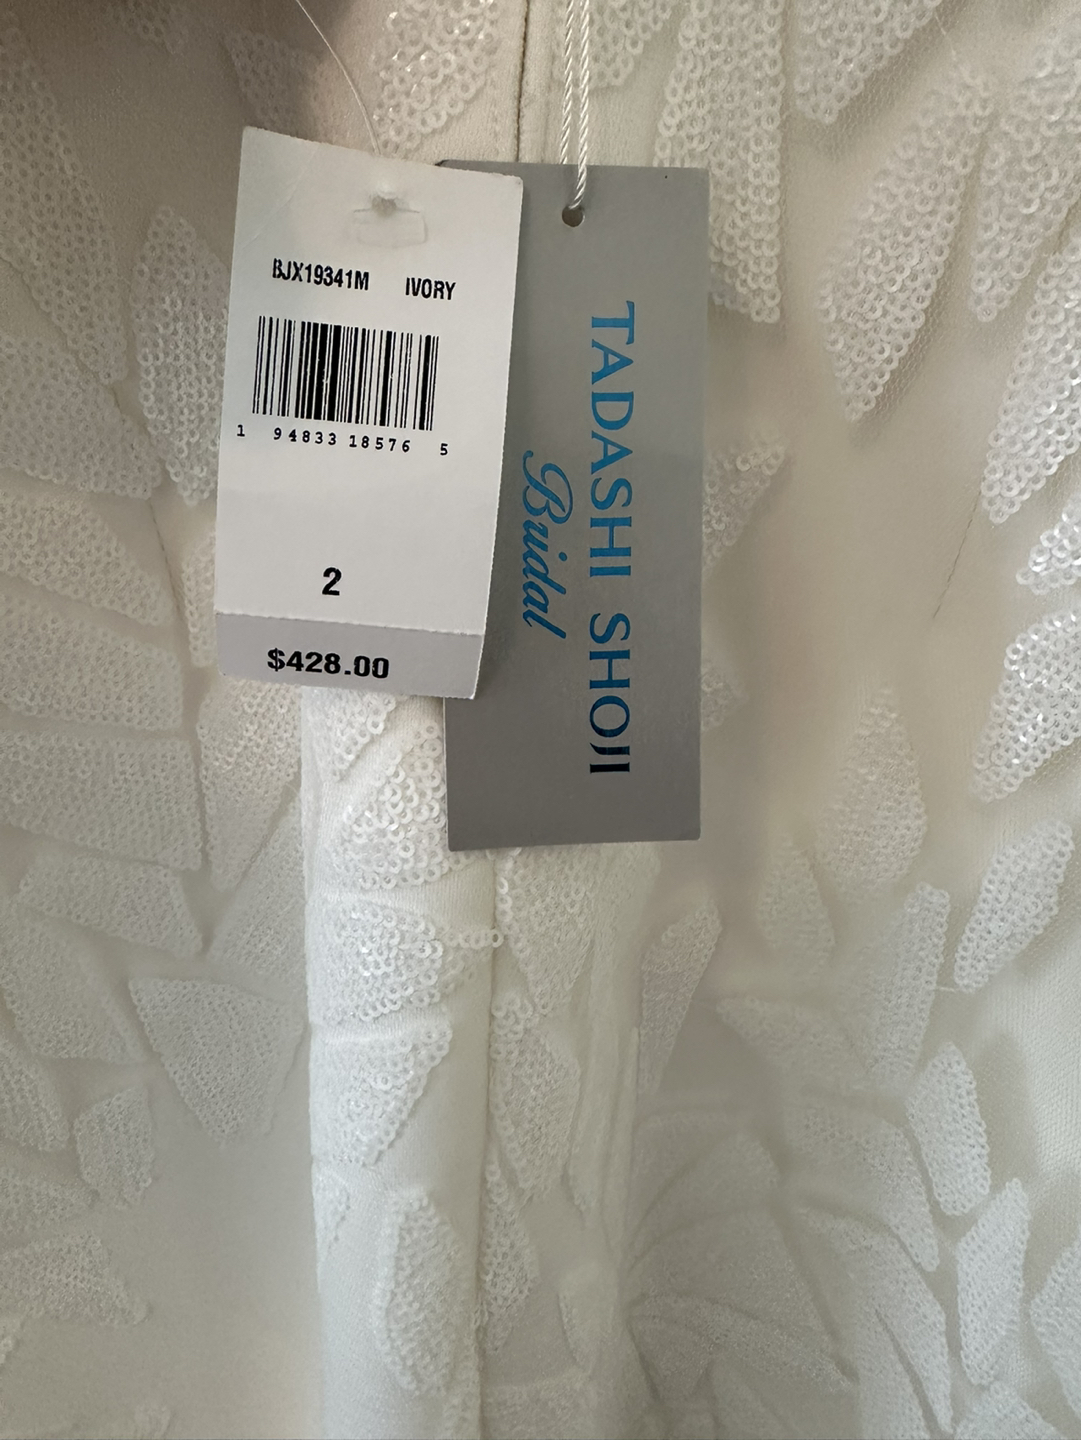 BJX19341M IVORY
1 94833 18576 5
2
$428.00
TADASHI SHOJI
Bridal